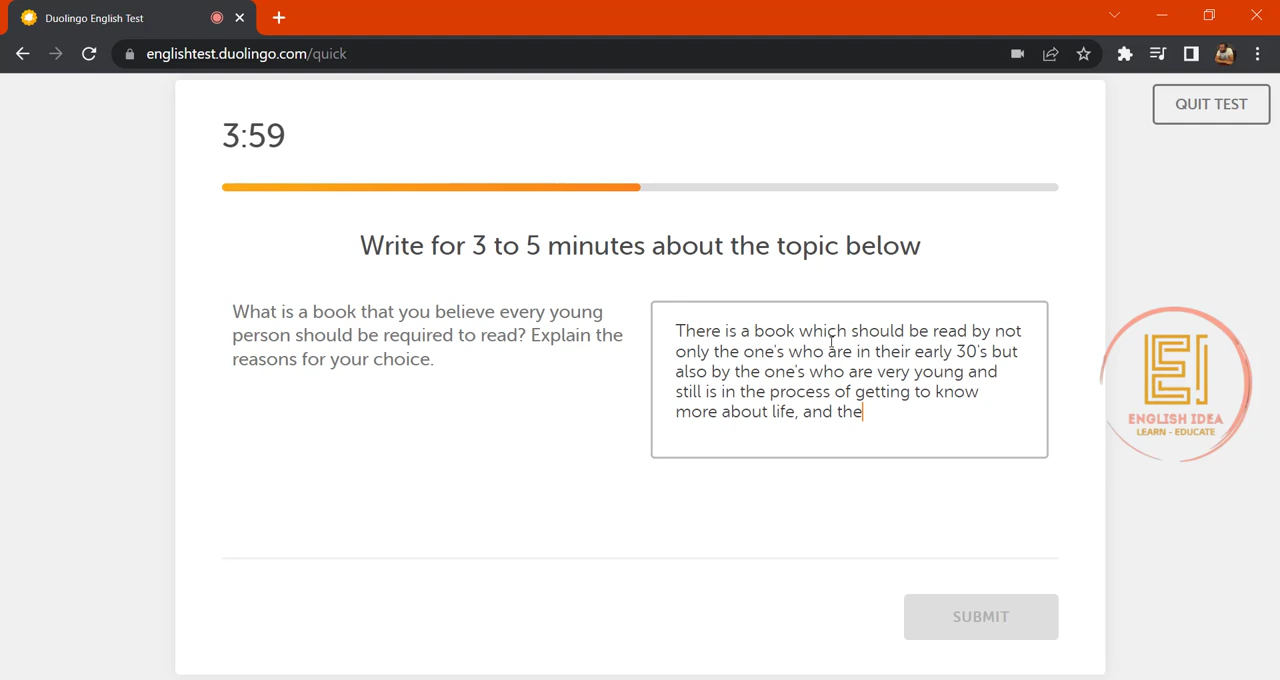 Duolingo English Test
englishtest.duolingo.com/quick
QUIT TEST
3:59
Write for 3 to 5 minutes about the topic below
What is a book that you believe every young
person should be required to read? Explain the
reasons for your choice.
There is a book which should be read by not
only the one's who are in their early 30's but
also by the one's who are very young and
still is in the process of getting to know
more about life, and the
ENGLISH IDEA
LEARN - EDUCATE
SUBMIT